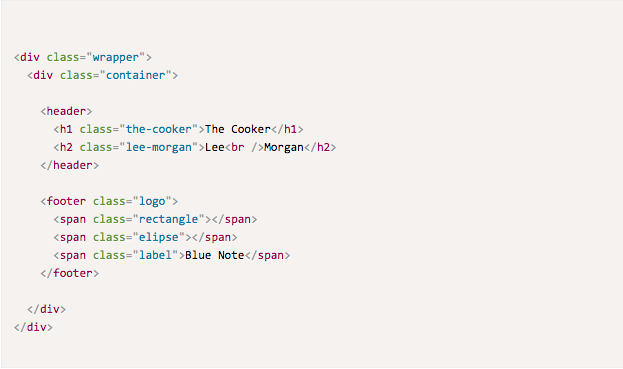 <div class="wrapper">
<div class="container">
<header>
<h1 class="the-cooker">The Cooker</h1>
<h2 class="lee-morgan">Lee<br />Morgan</h2>
</header>
<footer class="logo">
<span class="rectangle"></span>
<span class="elipse"></span>
<span class="label">Blue Note</span>
</footer>
</div>
</div>